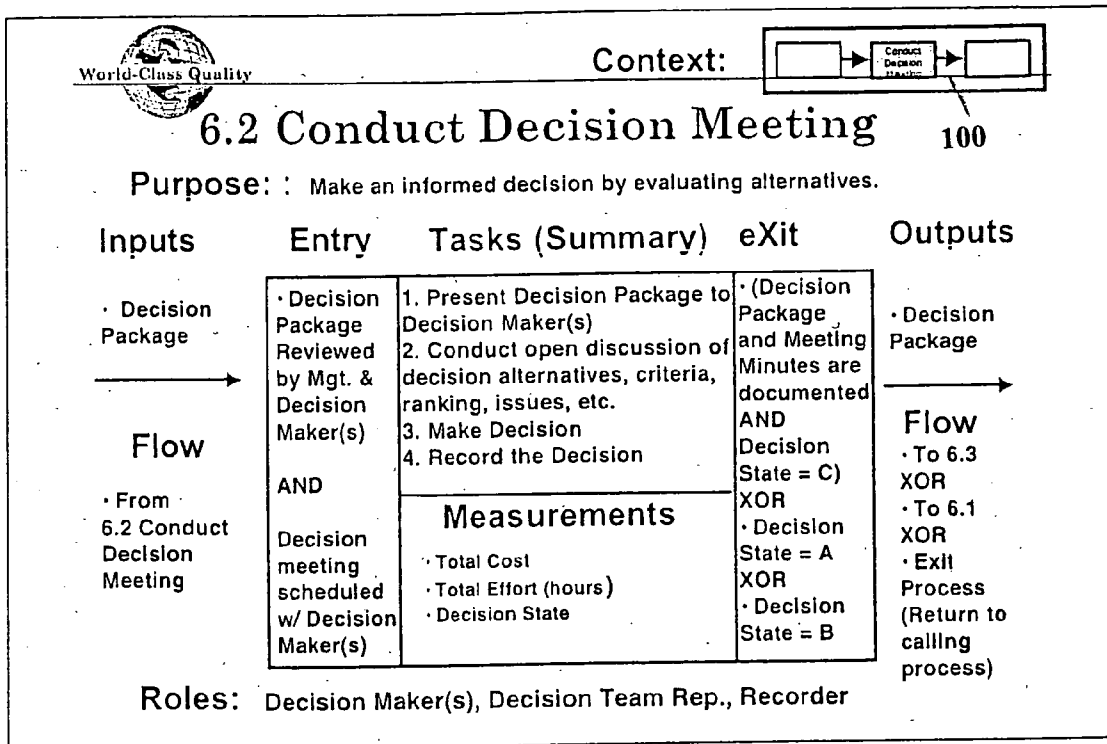 World-Class Quality
Context:
Conduct
Decision
Meeting
100
6.2 Conduct Decision Meeting
Purpose: : Make an informed decision by evaluating alternatives.
Inputs
· Decision
Package
Flow
· From
6.2 Conduct
Decision
Meeting
Entry
· Decision
Package
Reviewed
by Mgt. &
Decision
Maker(s)
AND
Decision
meeting
scheduled
w/ Decision
Maker(s)
Tasks (Summary)
1. Present Decision Package to
Decision Maker(s)
2. Conduct open discussion of
decision alternatives, criteria,
ranking, issues, etc.
3. Make Decision
4. Record the Decision
Measurements
· Total Cost
· Total Effort (hours)
· Decision State
eXit
· (Decision
Package
and Meeting
Minutes are
documented
AND
Decision
State = C)
XOR
· Decision
State = A
XOR
· Decision
State = B
Outputs
· Decision
Package
Flow
· To 6.3
XOR
· To 6.1
XOR
· Exit
Process
(Return to
calling
process)
Roles: Decision Maker(s), Decision Team Rep., Recorder